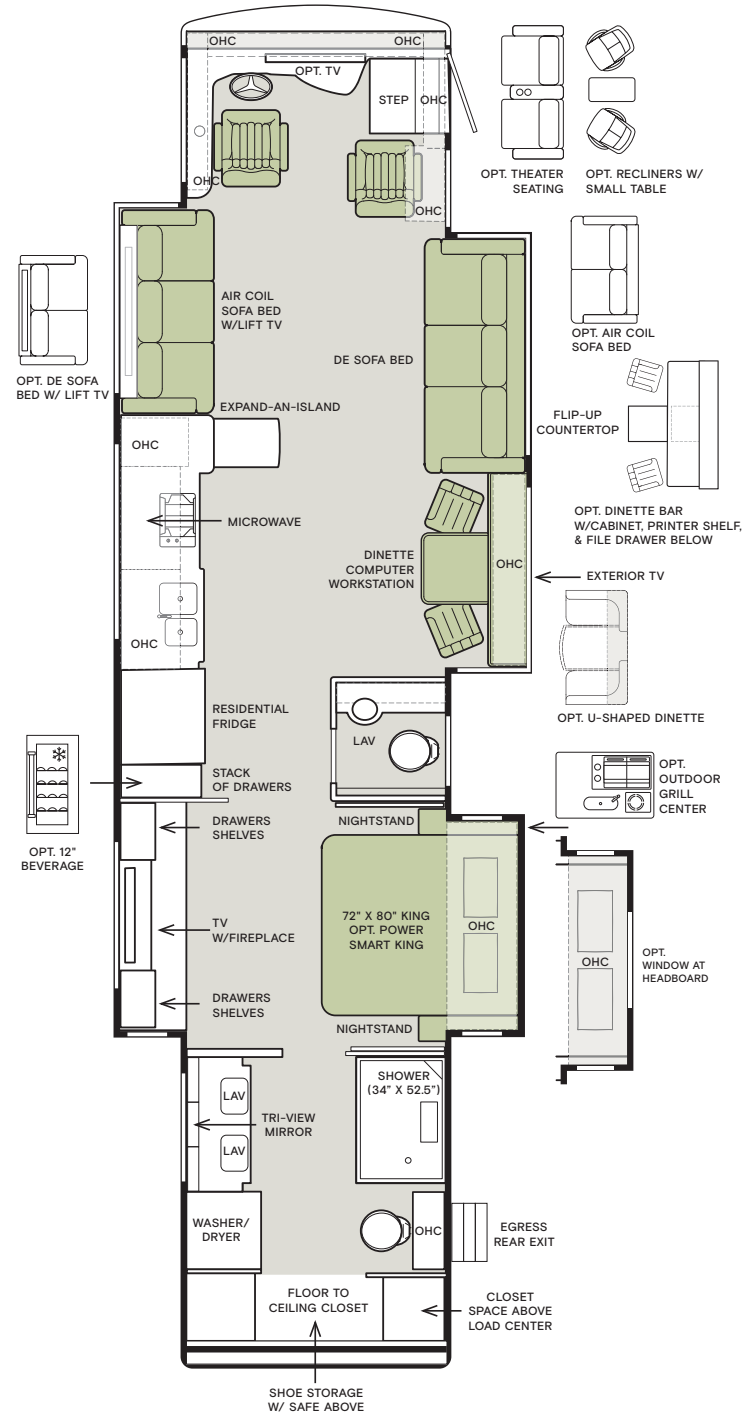 OHC
OHC
OPT. TV
STEP
OHC
OHC
OHC
OPT. THEATER
SEATING
OPT. RECLINERS W/
SMALL TABLE
AIR COIL
SOFA BED
W/LIFT TV
DE SOFA BED
OPT. AIR COIL
SOFA BED
OPT. DE SOFA
BED W/ LIFT TV
EXPAND-AN-ISLAND
FLIP-UP
COUNTERTOP
OHC
MICROWAVE
OPT. DINETTE BAR
W/CABINET, PRINTER SHELF,
& FILE DRAWER BELOW
DINETTE
COMPUTER
WORKSTATION
OHC
EXTERIOR TV
OHC
RESIDENTIAL
FRIDGE
LAV
OPT. U-SHAPED DINETTE
STACK
OF DRAWERS
OPT.
OUTDOOR
GRILL
CENTER
OPT. 12"
BEVERAGE
DRAWERS
SHELVES
NIGHTSTAND
TV
W/FIREPLACE
72" X 80" KING
OPT. POWER
SMART KING
OHC
OHC
OPT.
WINDOW AT
HEADBOARD
DRAWERS
SHELVES
NIGHTSTAND
SHOWER
(34" X 52.5")
LAV
TRI-VIEW
MIRROR
LAV
WASHER/
DRYER
OHC
EGRESS
REAR EXIT
FLOOR TO
CEILING CLOSET
CLOSET
SPACE ABOVE
LOAD CENTER
SHOE STORAGE
W/ SAFE ABOVE